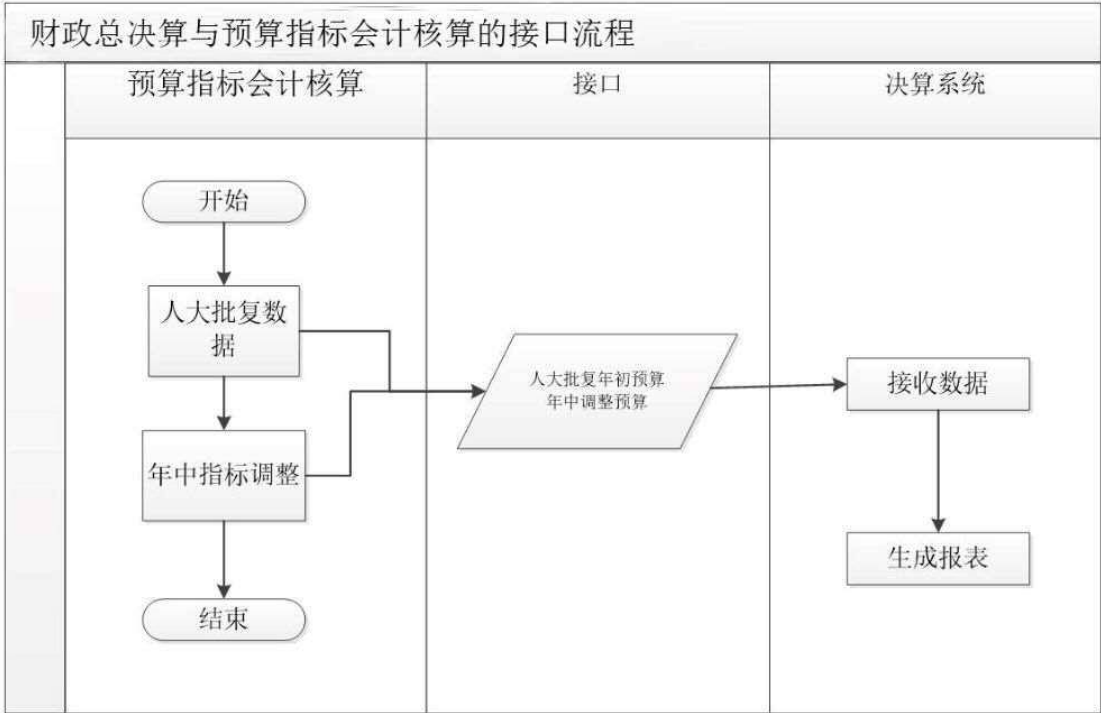 财政总决算与预算指标会计核算的接口流程
预算指标会计核算
接口
决算系统
开始
人大批复数
据
年中指标调整
结束
人大批复年初预算
年中调整预算
接收数据
生成报表